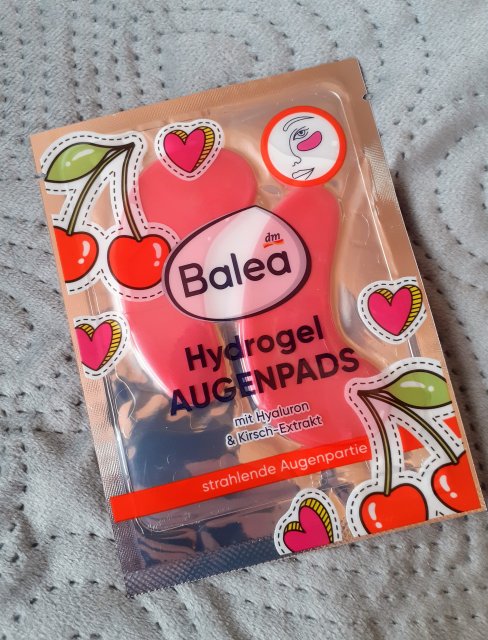 dm
Balea
Hydrogel
AUGENPADS
mit Hyaluron
& Kirsch-Extrakt
strahlende Augenpartie